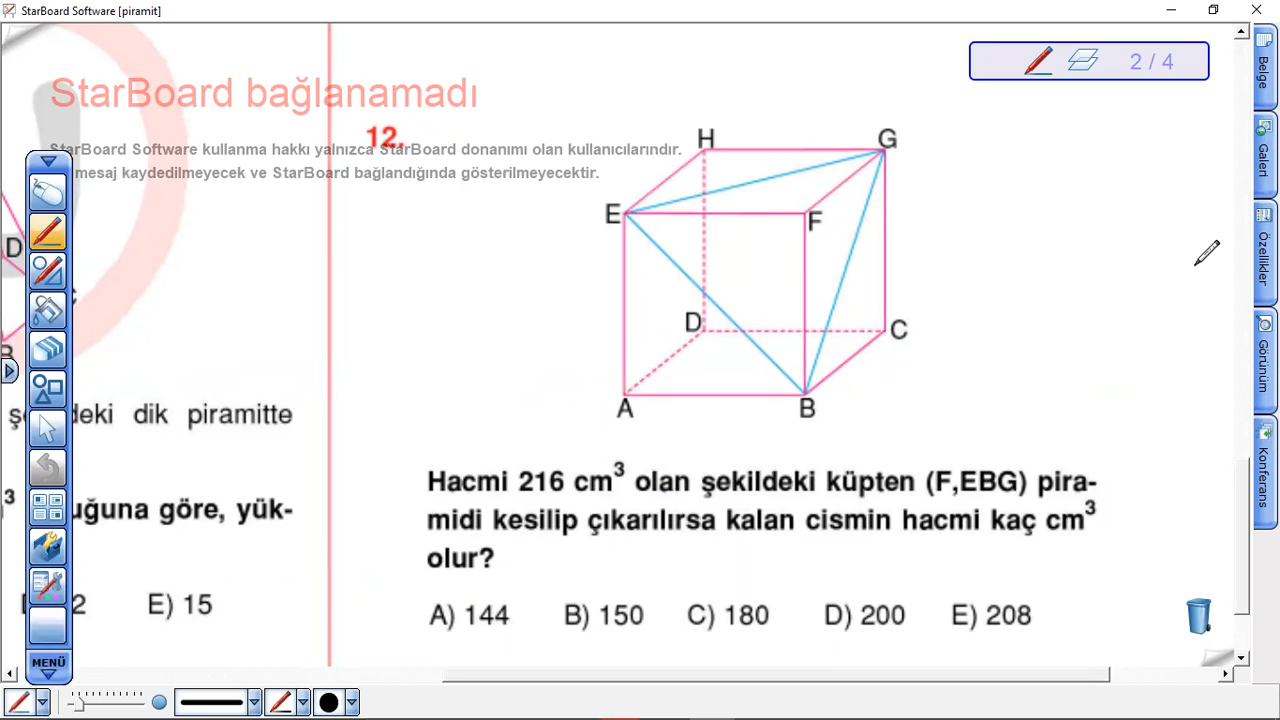 StarBoard Software [piramit]
2 / 4
Belge
Galeri
Özellikler
Görünüm
Konferans
StarBoard bağlanamadı
StarBoard Software kullanma hakkı yalnızca StarBoard donanımı olan kullanıcılarındır.
mesaj kaydedilmeyecek ve StarBoard bağlandığında gösterilmeyecektir.
12.
H
G
E
F
D
C
A
B
D
deki dik piramitte
3
uğuna göre, yük-
2
E) 15
Hacmi 216 cm³ olan şekildeki küpten (F,EBG) pira-
midi kesilip çıkarılırsa kalan cismin hacmi kaç cm³
olur?
A) 144 B) 150 C) 180 D) 200 E) 208
MENÜ